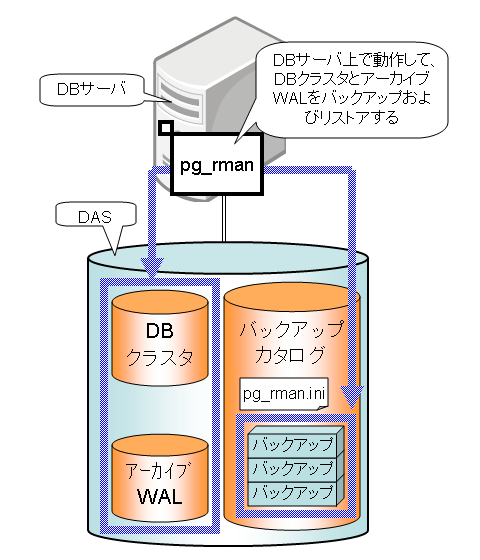 DBサーバ上で動作して、
DBクラスタとアーカイブ
WALをバックアップおよ
びリストアする
DBサーバ
pg_rman
DAS
DB
クラスタ
バックアップ
カタログ
pg_rman.ini
アーカイブ
WAL
バックアップ
バックアップ
バックアップ